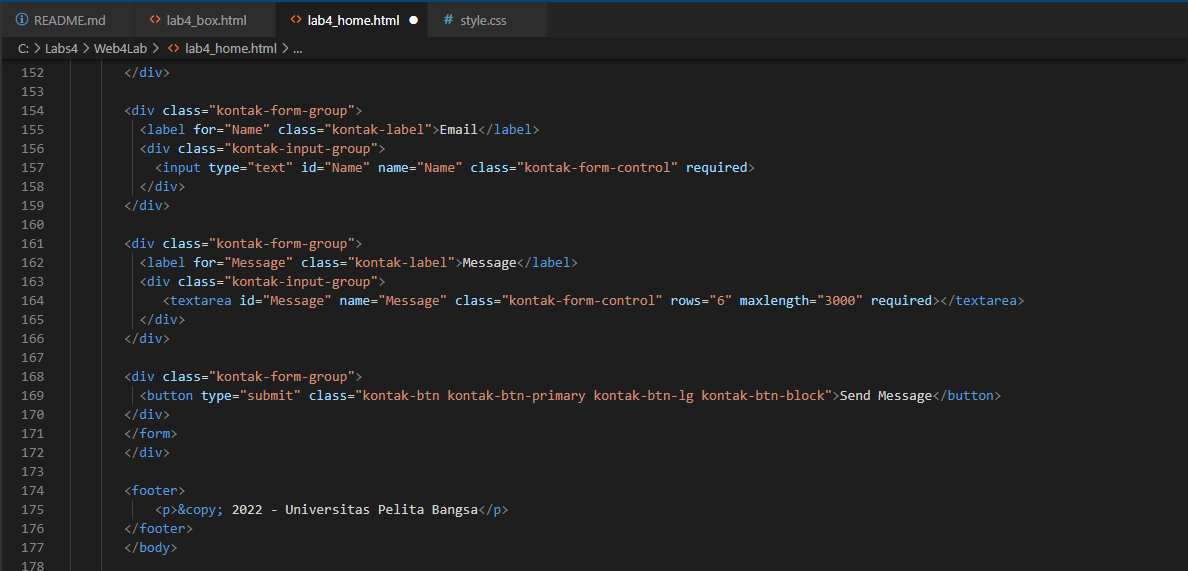 README.md lab4_box.html lab4_home.html style.css
C: > Labs4 > Web4Lab > lab4_home.html > ...
152 </div>
153
154 <div class="kontak-form-group">
155 <label for="Name" class="kontak-label">Email</label>
156 <div class="kontak-input-group">
157 <input type="text" id="Name" name="Name" class="kontak-form-control" required>
158 </div>
159 </div>
160
161 <div class="kontak-form-group">
162 <label for="Message" class="kontak-label">Message</label>
163 <div class="kontak-input-group">
164 <textarea id="Message" name="Message" class="kontak-form-control" rows="6" maxlength="3000" required></textarea>
165 </div>
166 </div>
167
168 <div class="kontak-form-group">
169 <button type="submit" class="kontak-btn kontak-btn-primary kontak-btn-lg kontak-btn-block">Send Message</button>
170 </div>
171 </form>
172 </div>
173
174 <footer>
175 <p>&copy; 2022 - Universitas Pelita Bangsa</p>
176 </footer>
177 </body>
178